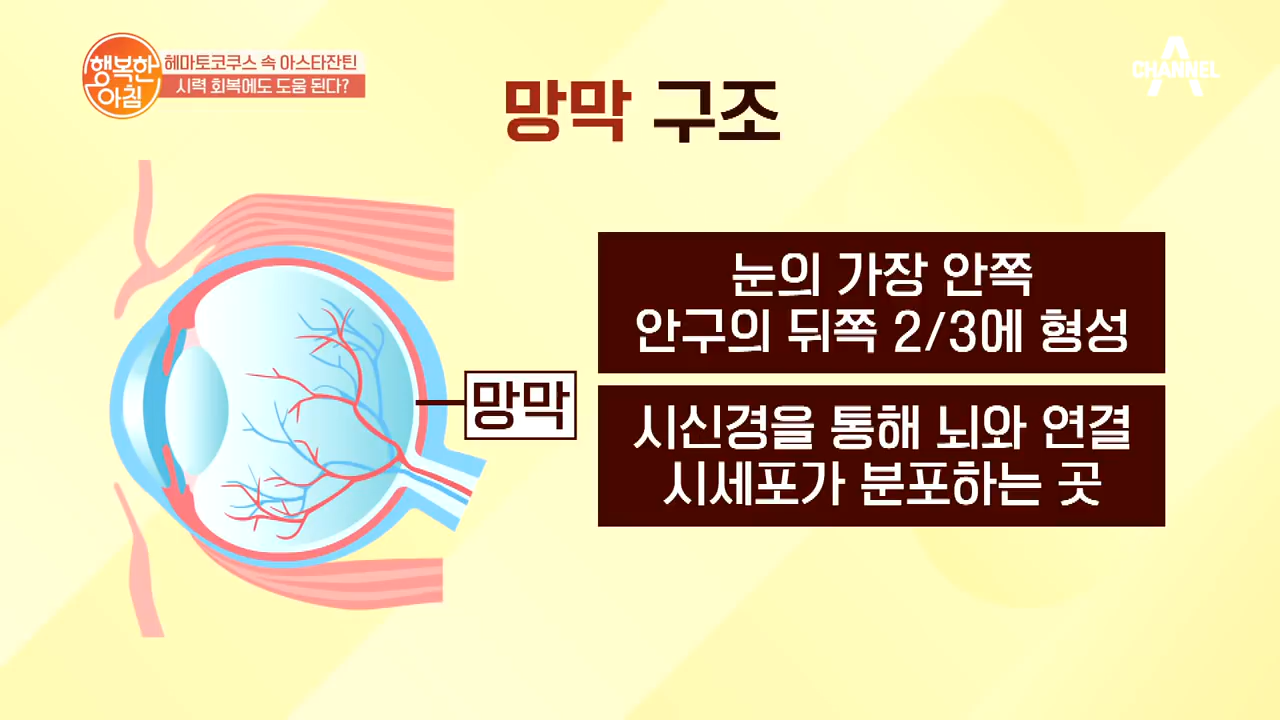 행복한
아침
헤마토코쿠스 속 아스타잔틴
시력 회복에도 도움 된다?
CHANNEL A
망막 구조
눈의 가장 안쪽
안구의 뒤쪽 2/3에 형성
망막
시신경을 통해 뇌와 연결
시세포가 분포하는 곳